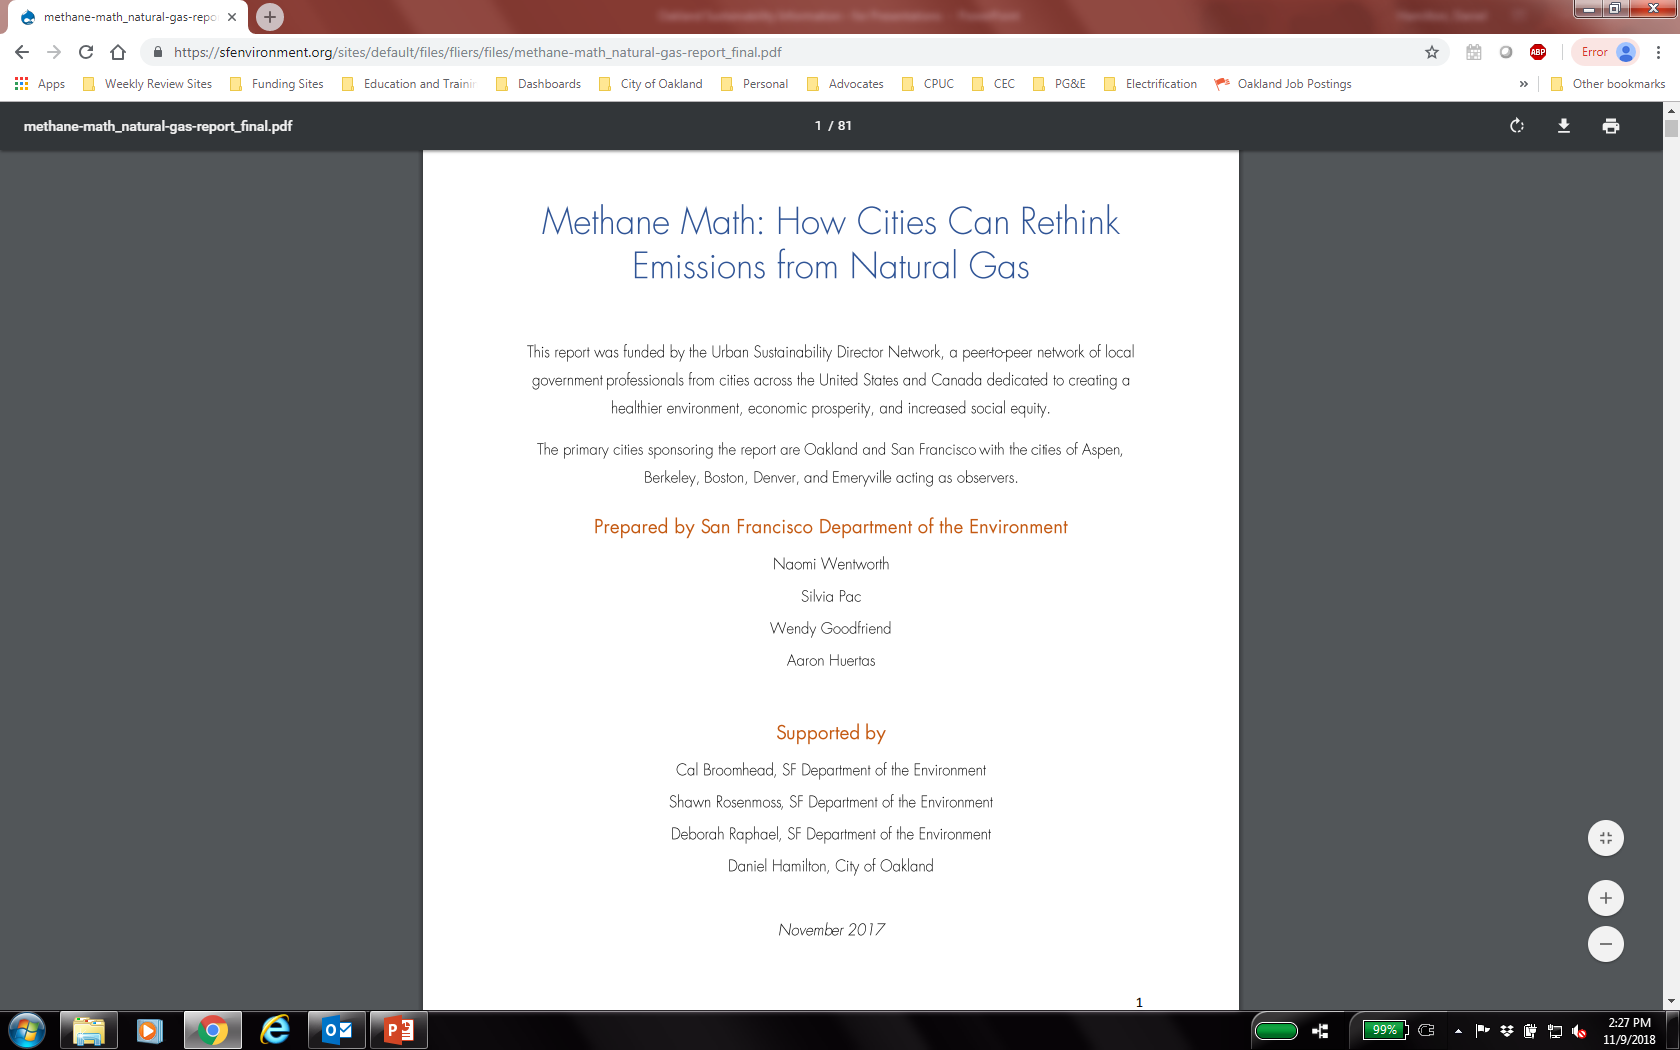 methane-math_natural-gas-repo
https://sfenvironment.org/sites/default/files/fliers/files/methane-math_natural-gas-report_final.pdf
ABP
Error
Apps Weekly Review Sites Funding Sites Education and Trainin Dashboards City of Oakland Personal Advocates CPUC CEC PG&E Electrification Oakland Job Postings » Other bookmarks
methane-math_natural-gas-report_final.pdf 1 / 81
Methane Math: How Cities Can Rethink
Emissions from Natural Gas
This report was funded by the Urban Sustainability Director Network, a peer-to-peer network of local
government professionals from cities across the United States and Canada dedicated to creating a
healthier environment, economic prosperity, and increased social equity.
The primary cities sponsoring the report are Oakland and San Francisco with the cities of Aspen,
Berkeley, Boston, Denver, and Emeryville acting as observers.
Prepared by San Francisco Department of the Environment
Naomi Wentworth
Silvia Pac
Wendy Goodfriend
Aaron Huertas
Supported by
Cal Broomhead, SF Department of the Environment
Shawn Rosenmoss, SF Department of the Environment
Deborah Raphael, SF Department of the Environment
Daniel Hamilton, City of Oakland
November 2017
1
99%
2:27 PM
11/9/2018